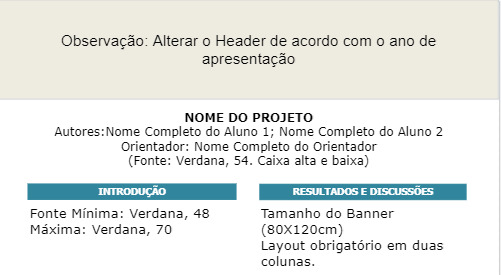 Observação: Alterar o Header de acordo com o ano de
apresentação
NOME DO PROJETO
Autores:Nome Completo do Aluno 1; Nome Completo do Aluno 2
Orientador: Nome Completo do Orientador
(Fonte: Verdana, 54. Caixa alta e baixa)
INTRODUÇÃO
Fonte Mínima: Verdana, 48
Máxima: Verdana, 70
RESULTADOS E DISCUSSÕES
Tamanho do Banner
(80X120cm)
Layout obrigatório em duas
colunas.